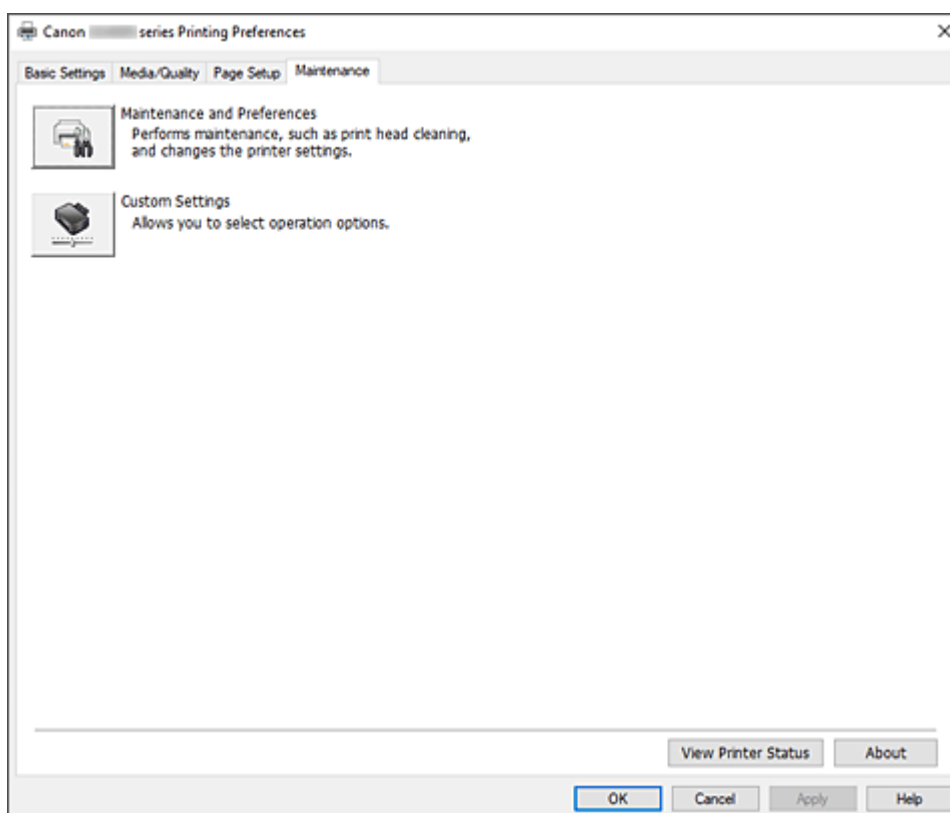 Canon series Printing Preferences
Basic Settings Media/Quality Page Setup Maintenance
Maintenance and Preferences
Performs maintenance, such as print head cleaning,
and changes the printer settings.
Custom Settings
Allows you to select operation options.
View Printer Status About
OK Cancel Apply Help